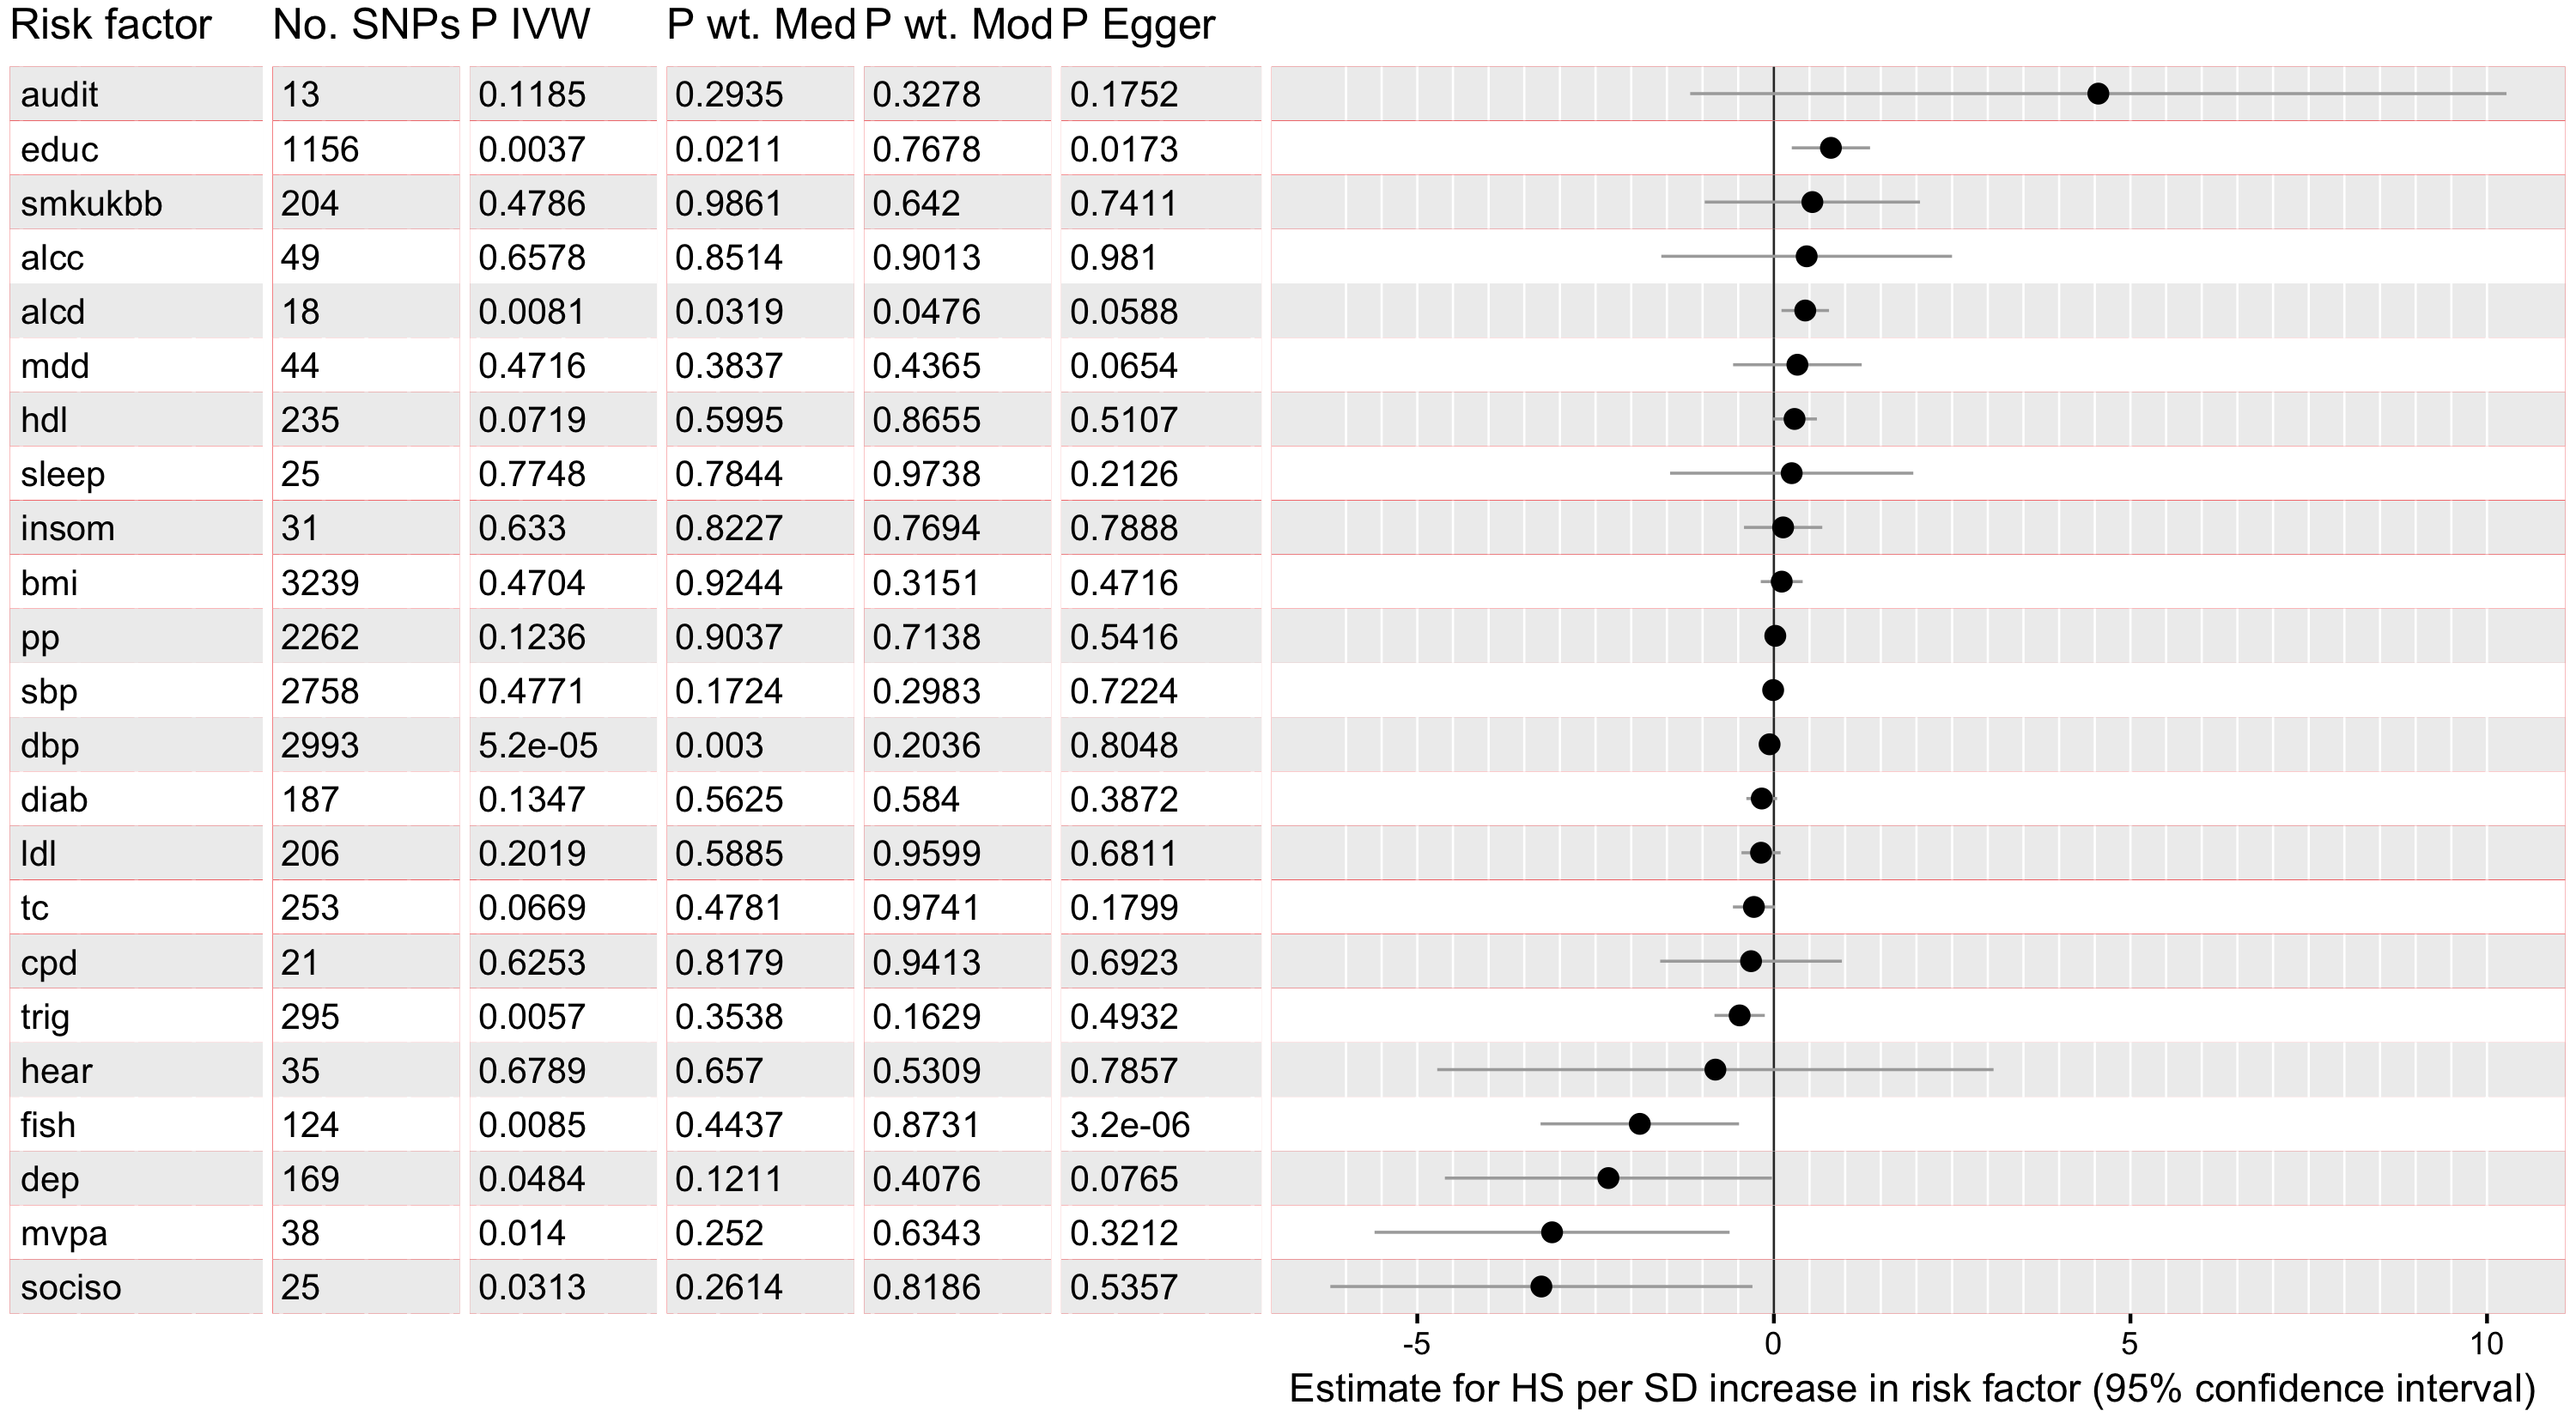 Risk factor No. SNPs P IVW P wt. Med P wt. Mod P Egger
audit 13 0.1185 0.2935 0.3278 0.1752
educ 1156 0.0037 0.0211 0.7678 0.0173
smkukbb 204 0.4786 0.9861 0.642 0.7411
alcc 49 0.6578 0.8514 0.9013 0.981
alcd 18 0.0081 0.0319 0.0476 0.0588
mdd 44 0.4716 0.3837 0.4365 0.0654
hdl 235 0.0719 0.5995 0.8655 0.5107
sleep 25 0.7748 0.7844 0.9738 0.2126
insom 31 0.633 0.8227 0.7694 0.7888
bmi 3239 0.4704 0.9244 0.3151 0.4716
pp 2262 0.1236 0.9037 0.7138 0.5416
sbp 2758 0.4771 0.1724 0.2983 0.7224
dbp 2993 5.2e-05 0.003 0.2036 0.8048
diab 187 0.1347 0.5625 0.584 0.3872
ldl 206 0.2019 0.5885 0.9599 0.6811
tc 253 0.0669 0.4781 0.9741 0.1799
cpd 21 0.6253 0.8179 0.9413 0.6923
trig 295 0.0057 0.3538 0.1629 0.4932
hear 35 0.6789 0.657 0.5309 0.7857
fish 124 0.0085 0.4437 0.8731 3.2e-06
dep 169 0.0484 0.1211 0.4076 0.0765
mvpa 38 0.014 0.252 0.6343 0.3212
sociso 25 0.0313 0.2614 0.8186 0.5357
-5 0 5 10
Estimate for HS per SD increase in risk factor (95% confidence interval)